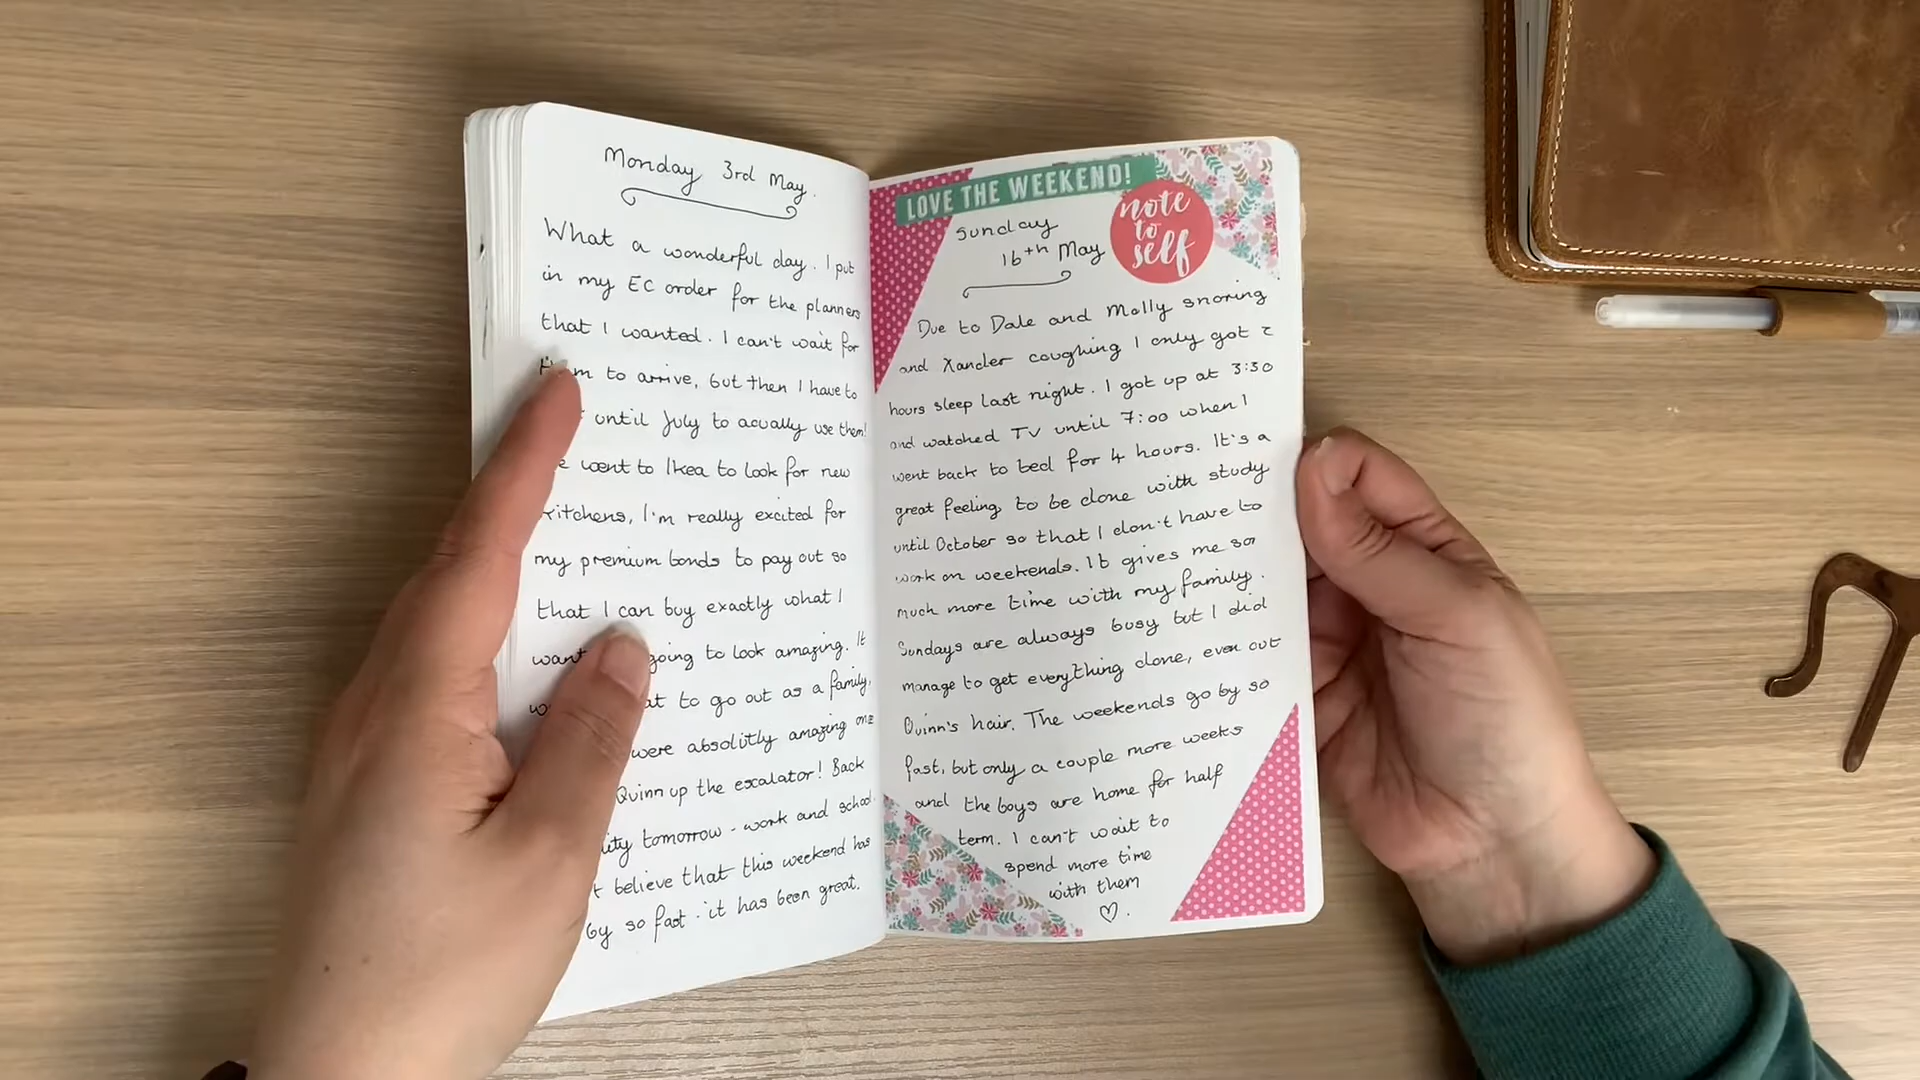 Monday 3rd May.
What a wonderful day. I put
in my EC order for the planners
that I wanted. I can't wait for
to arrive, but then I have to
until July to acually use them!
went to Ikea to look for new
kitchens, I'm really excited for
my premium bonds to pay out so
that I can buy exactly what I
want going to look amazing. It
to go out as a family.
were absolitly amazing
Quinn up the escalator! Back
tomorrow - work and school.
believe that this weekend has
by so fast. it has been great.
LOVE THE WEEKEND!
note
to
self
Sunday
16th May
Due to Dale and Molly snoring
and Xander coughing I only got 2
hours sleep last night. I got up at 3:30
and watched TV until 7:00 when I
went back to bed for 4 hours. It's a
great feeling to be done with study
until October so that I don't have to
work on weekends. It gives me so
much more time with my family.
Sundays are always busy but I did
manage to get everything done, even cut
Quinn's hair. The weekends go by so
fast, but only a couple more weeks
and the boys are home for half
term. I can't wait to
spend more time
with them
♡.